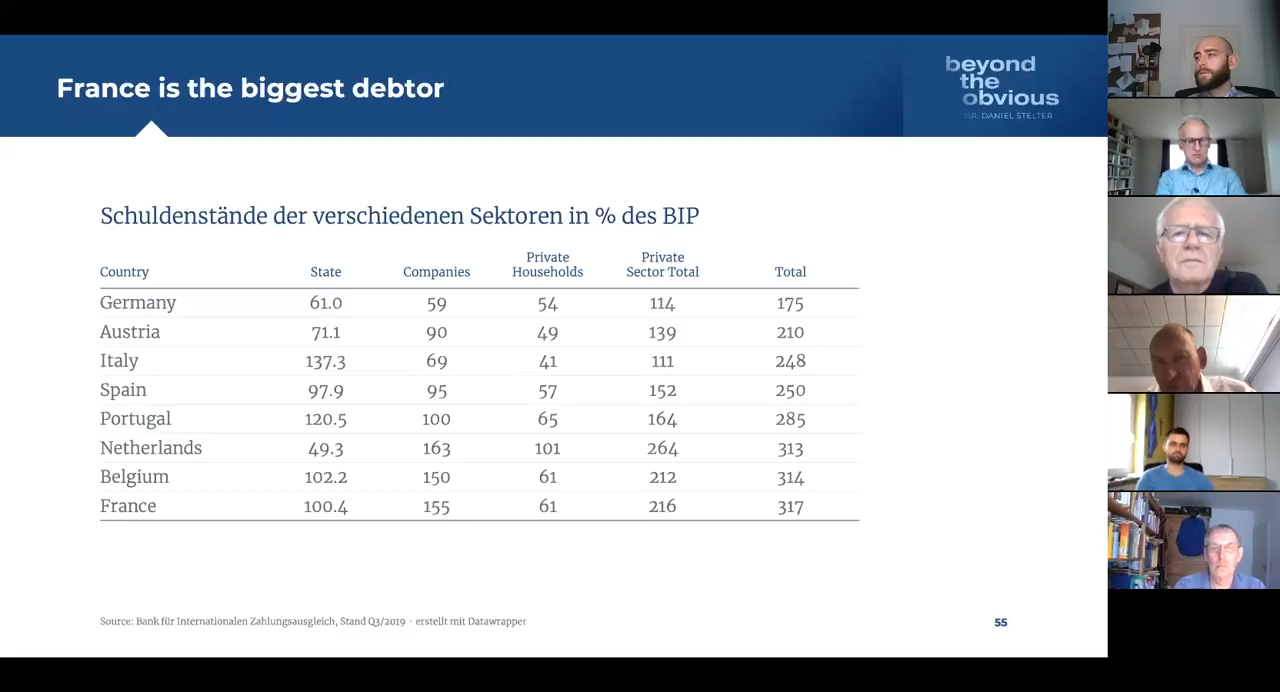 France is the biggest debtor
beyond
the
obvious
DR. DANIEL STELTER
Schuldenstände der verschiedenen Sektoren in % des BIP
Country State Companies Private Households Private Sector Total Total
Germany 61.0 59 54 114 175
Austria 71.1 90 49 139 210
Italy 137.3 69 41 111 248
Spain 97.9 95 57 152 250
Portugal 120.5 100 65 164 285
Netherlands 49.3 163 101 264 313
Belgium 102.2 150 61 212 314
France 100.4 155 61 216 317
Source: Bank für Internationalen Zahlungsausgleich, Stand Q3/2019 · erstellt mit Datawrapper
55